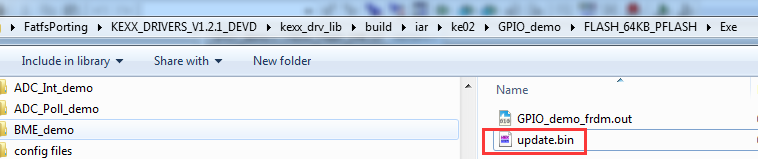 FatfsPorting ▸ KEXX_DRIVERS_V1.2.1_DEVD ▸ kexx_drv_lib ▸ build ▸ iar ▸ ke02 ▸ GPIO_demo ▸ FLASH_64KB_PFLASH ▸ Exe
Include in library ▾ Share with ▾ New folder
ADC_Int_demo
ADC_Poll_demo
BME_demo
config files
Name
GPIO_demo_frdm.out
update.bin